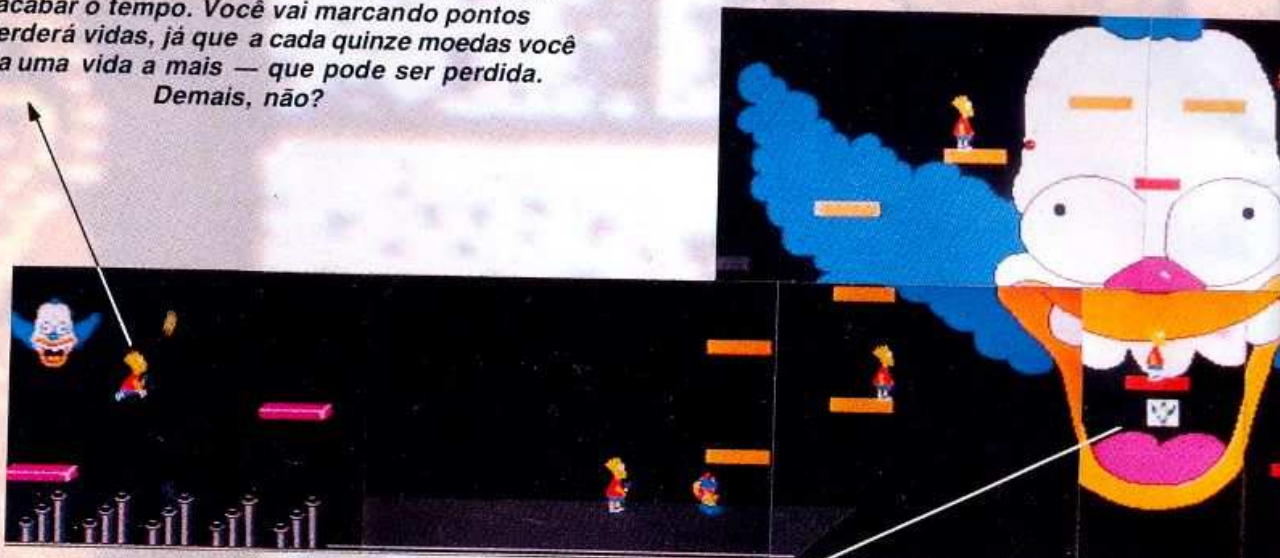 acabar o tempo. Você vai marcando pontos
erderá vidas, já que a cada quinze moedas você
a uma vida a mais — que pode ser perdida.
Demais, não?